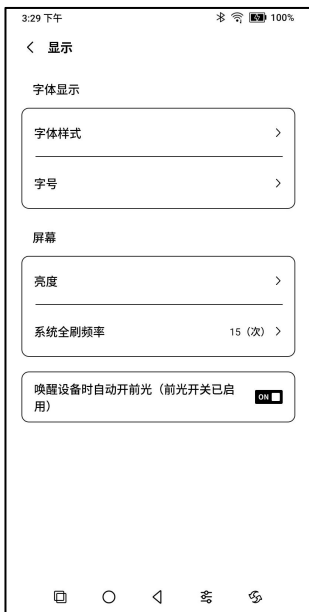 3:29 下午 100%
显示
字体显示
字体样式
字号
屏幕
亮度
系统全刷频率 15（次）
唤醒设备时自动开前光（前光开关已启
用） ON